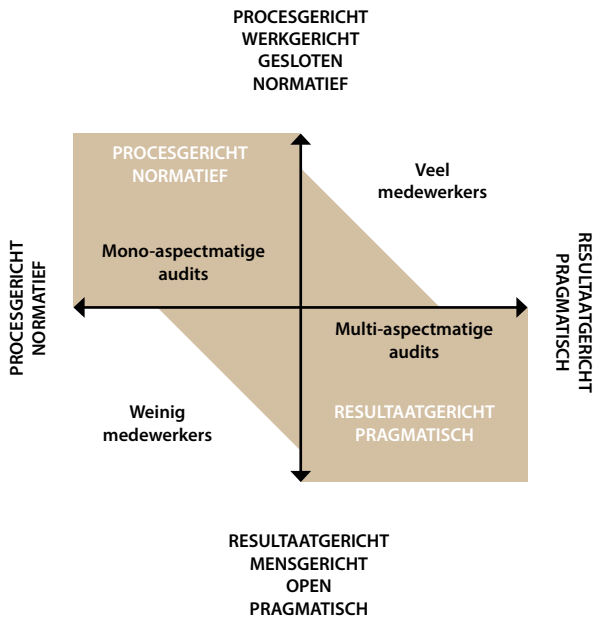 PROCESGERICHT
WERKGERICHT
GESLOTEN
NORMATIEF
PROCESGERICHT
NORMATIEF
Veel
medewerkers
Mono-aspectmatige
audits
PROCESGERICHT
NORMATIEF
RESULTAATGERICHT
PRAGMATISCH
Multi-aspectmatige
audits
Weinig
medewerkers
RESULTAATGERICHT
PRAGMATISCH
RESULTAATGERICHT
MENSGERICHT
OPEN
PRAGMATISCH